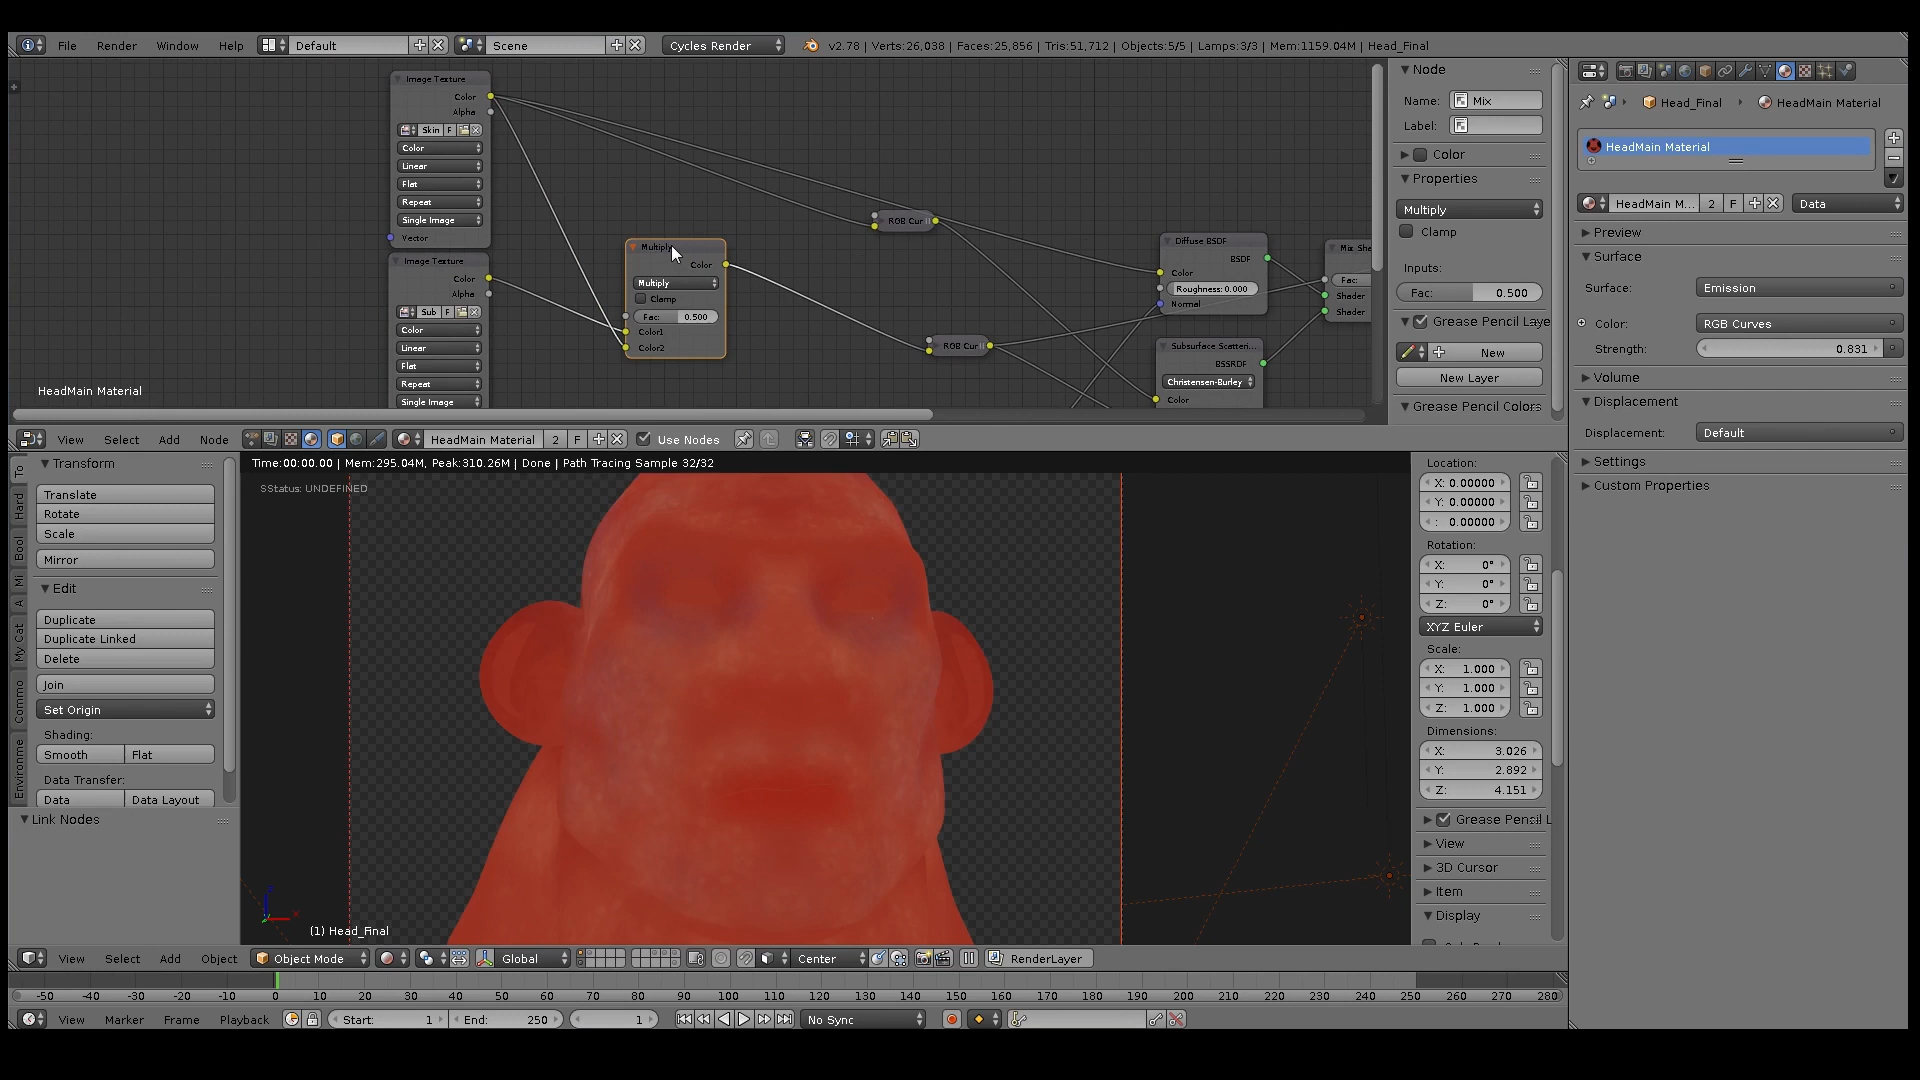 File Render Window Help Default Scene Cycles Render v2.78 | Verts:26,038 | Faces:25,856 | Tris:51,712 | Objects:5/5 | Lamps:3/3 | Mem:1159.04M | Head_Final
Image Texture
Color
Alpha
Skin F
Color
Linear
Flat
Repeat
Single Image
Vector
Image Texture
Color
Alpha
Sub F
Color
Linear
Flat
Repeat
Single Image
Multiply
Color
Multiply
Clamp
Fac: 0.500
Color1
Color2
RGB Cur
RGB Cur
Diffuse BSDF
BSDF
Color
Roughness: 0.000
Normal
Subsurface Scatteri...
BSSRDF
Christensen-Burley
Color
Mix Sha
Fac:
Shader
Shader
HeadMain Material
Node
Name: Mix
Label:
Color
Properties
Multiply
Clamp
Inputs:
Fac: 0.500
Grease Pencil Laye
New
New Layer
Grease Pencil Colors
Head_Final HeadMain Material
HeadMain Material
HeadMain M... 2 F Data
Preview
Surface
Surface: Emission
Color: RGB Curves
Strength: 0.831
Volume
Displacement
Displacement: Default
Settings
Custom Properties
View Select Add Node HeadMain Material 2 F Use Nodes
To
Hard
Bool
Mi
A
My Cat
Commo
Environme
Transform
Translate
Rotate
Scale
Mirror
Edit
Duplicate
Duplicate Linked
Delete
Join
Set Origin
Shading:
Smooth Flat
Data Transfer:
Data Data Layout
Link Nodes
Time:00:00.00 | Mem:295.04M, Peak:310.26M | Done | Path Tracing Sample 32/32
SStatus: UNDEFINED
(1) Head_Final
Location:
X: 0.00000
Y: 0.00000
: 0.00000
Rotation:
X: 0°
Y: 0°
Z: 0°
XYZ Euler
Scale:
X: 1.000
Y: 1.000
Z: 1.000
Dimensions:
X: 3.026
Y: 2.892
Z: 4.151
Grease Pencil L
View
3D Cursor
Item
Display
View Select Add Object Object Mode Global Center RenderLayer
-50 -40 -30 -20 -10 0 10 20 30 40 50 60 70 80 90 100 110 120 130 140 150 160 170 180 190 200 210 220 230 240 250 260 270 280
View Marker Frame Playback Start: 1 End: 250 1 No Sync